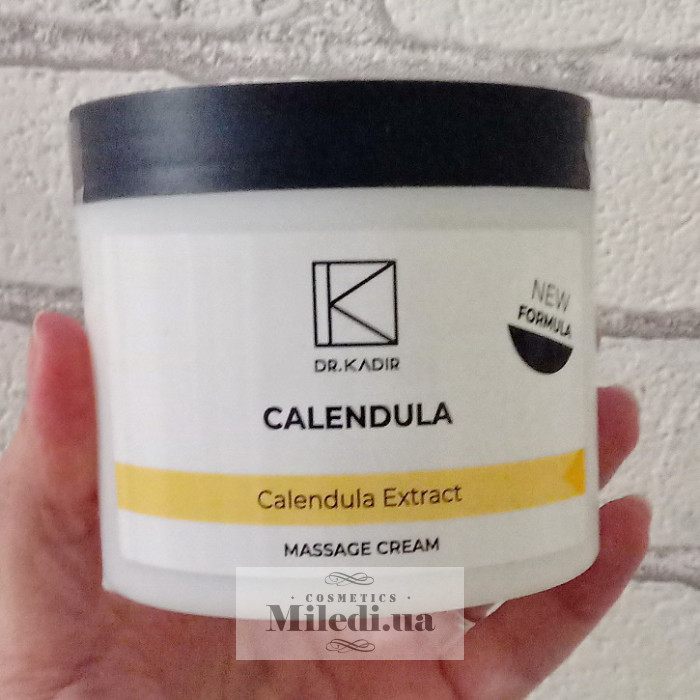 NEW
FORMULA
DR.KADIR
CALENDULA
Calendula Extract
MASSAGE CREAM
· COSMETICS ·
Miledi.ua